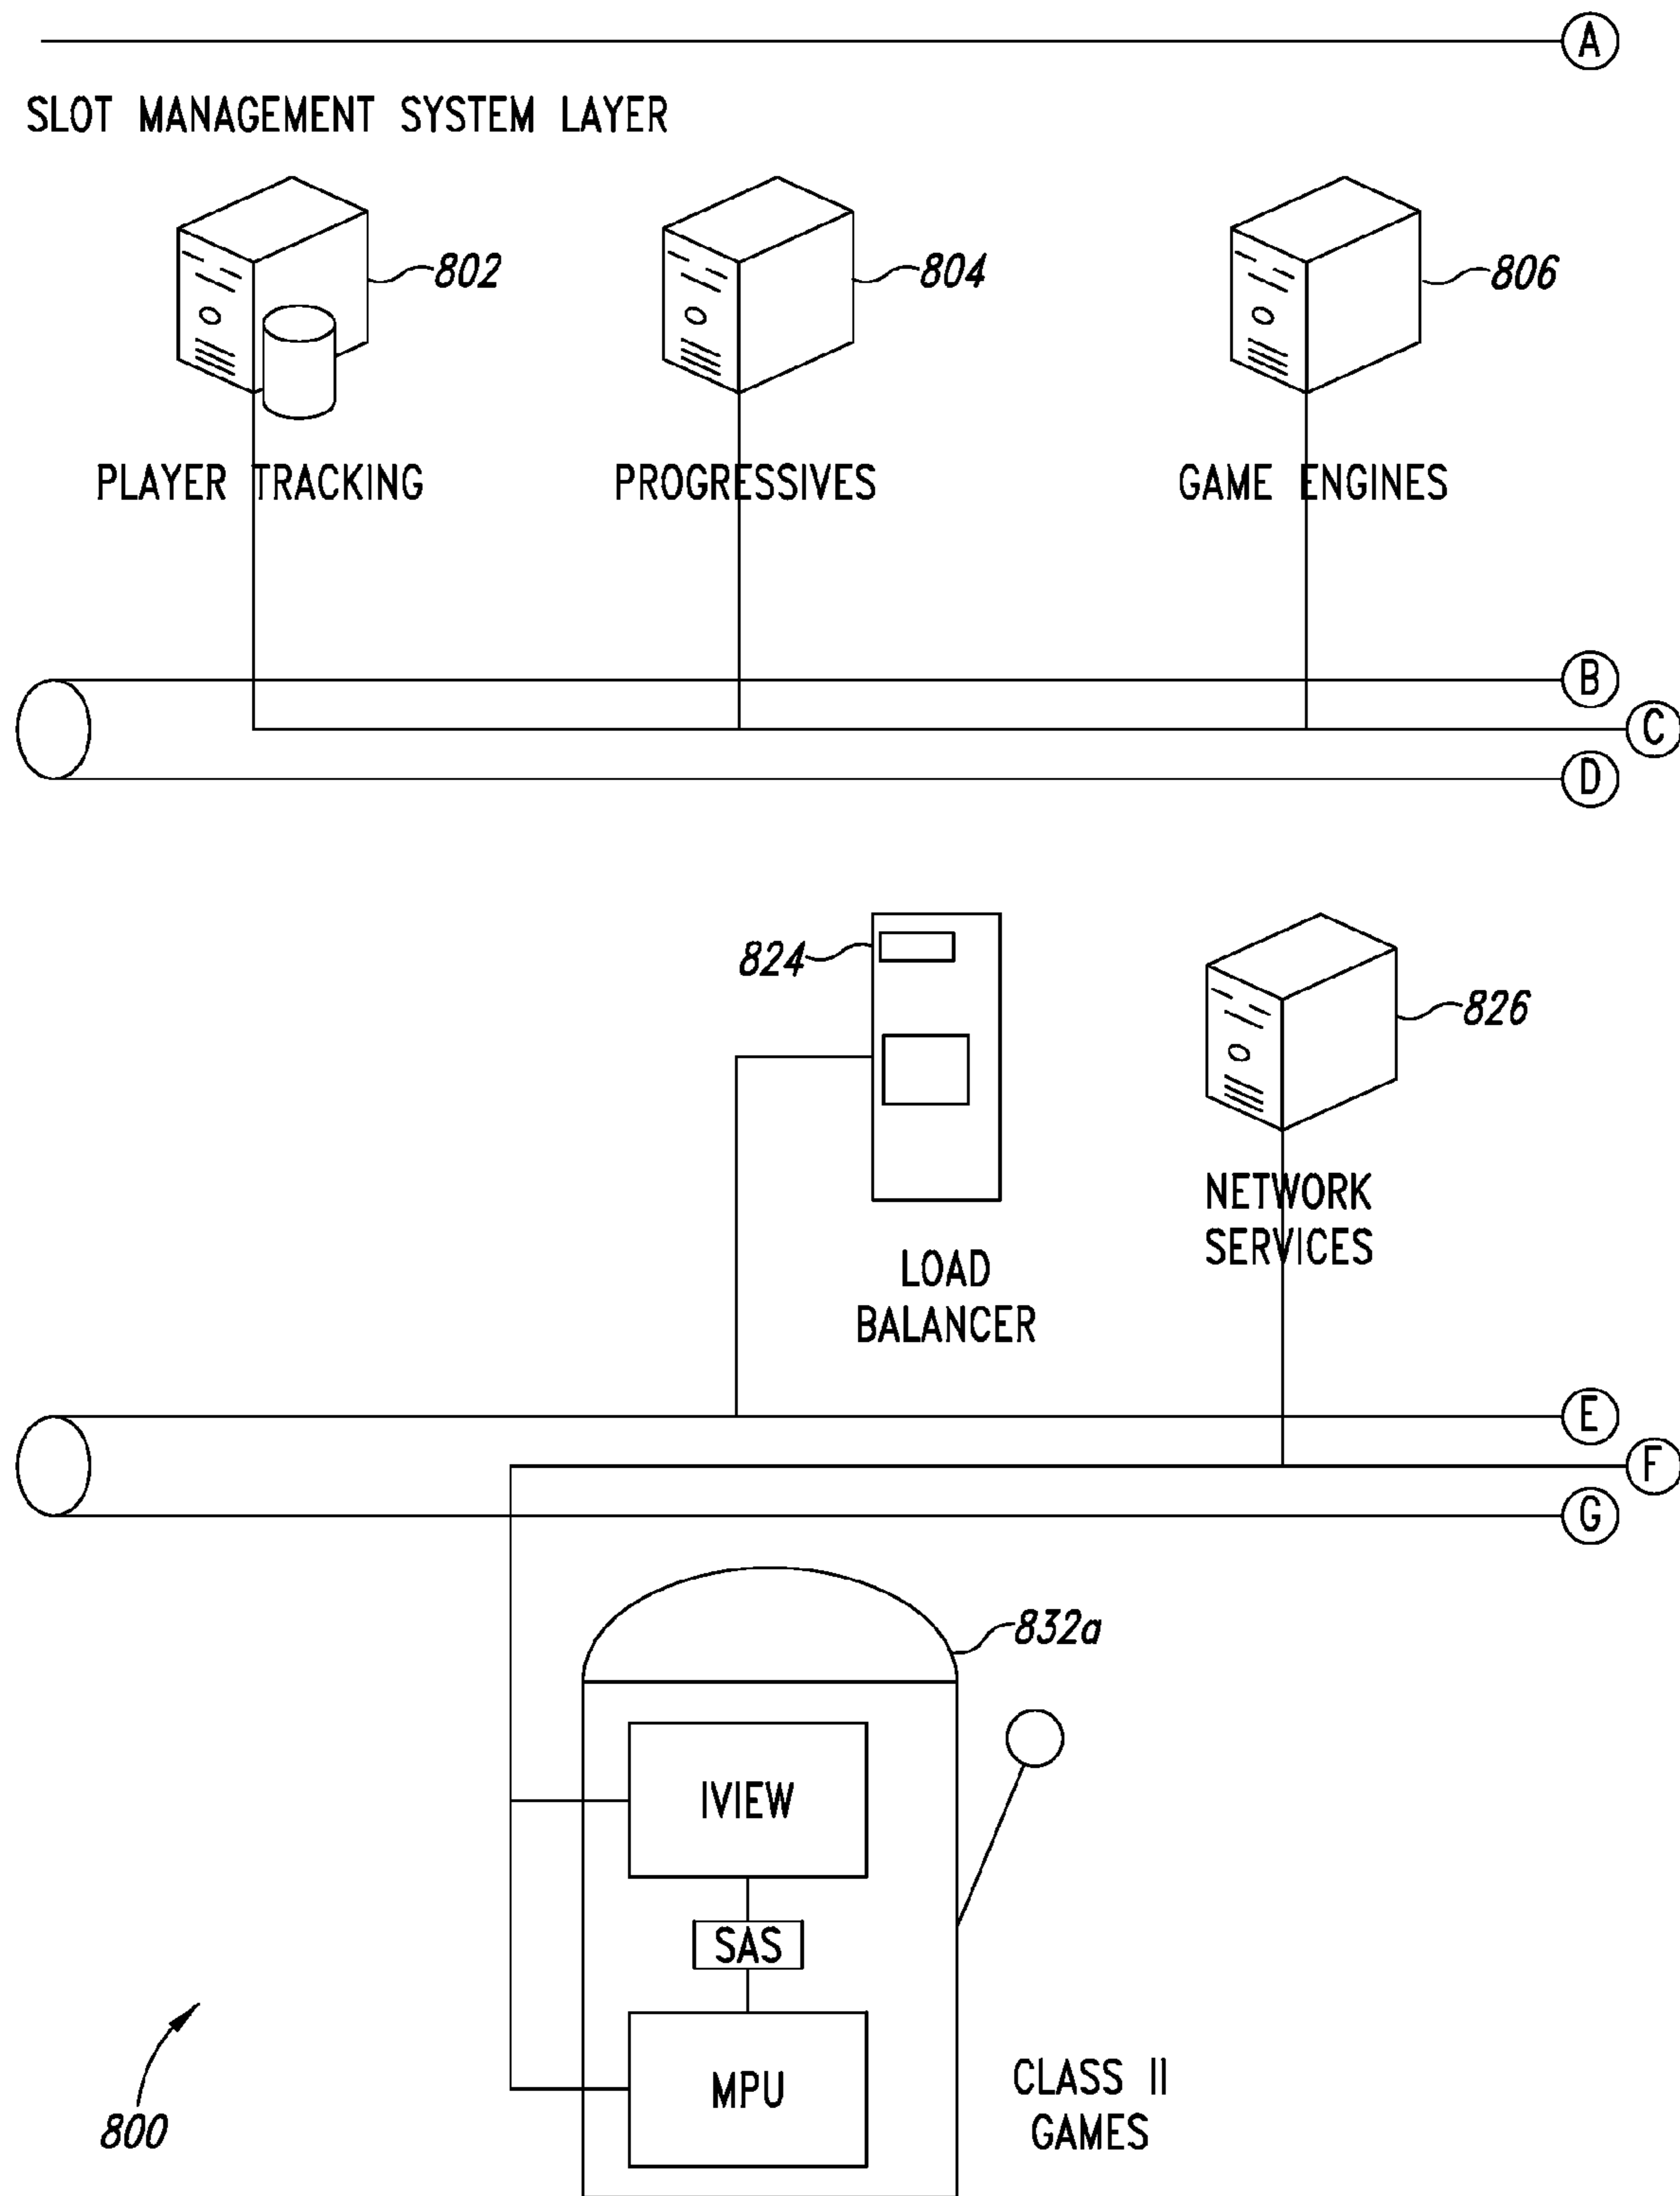 A
SLOT MANAGEMENT SYSTEM LAYER
802
804
806
PLAYER TRACKING
PROGRESSIVES
GAME ENGINES
B
C
D
824
826
NETWORK
SERVICES
LOAD
BALANCER
E
F
G
832a
IVIEW
SAS
MPU
CLASS II
GAMES
800